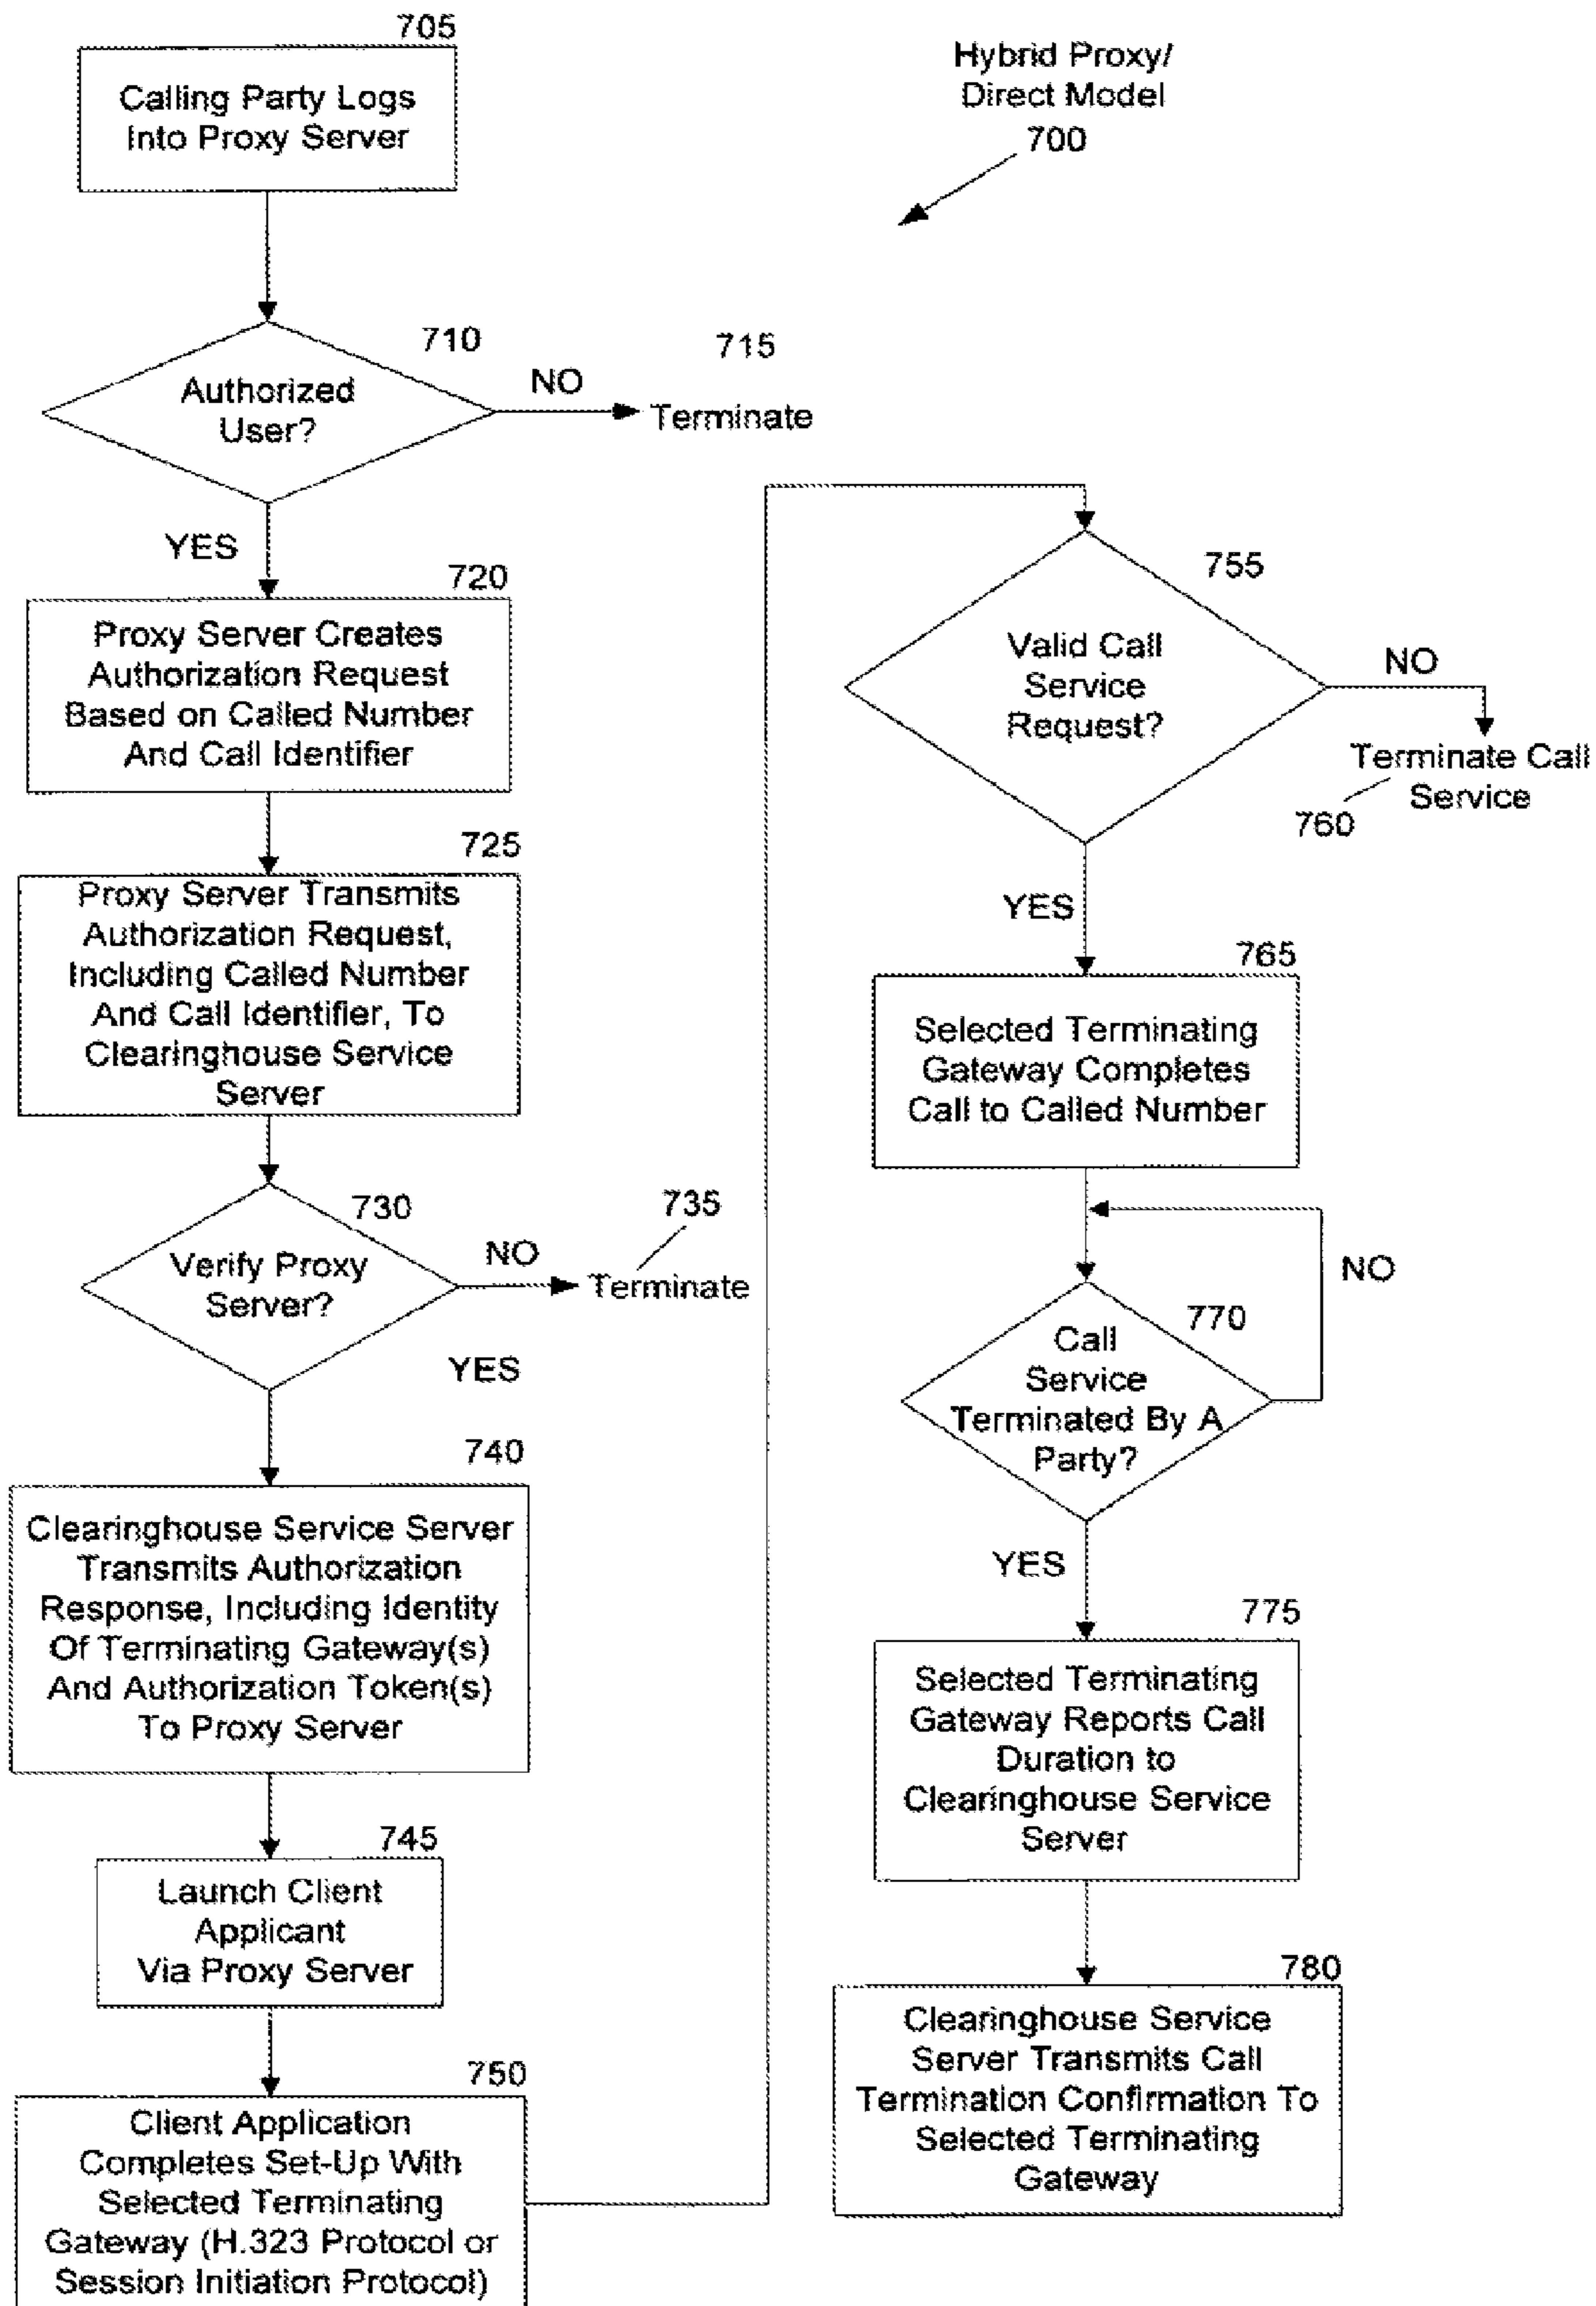 705
Calling Party Logs
Into Proxy Server
Hybrid Proxy/
Direct Model
700
710
Authorized
User?
NO
715
Terminate
YES
720
Proxy Server Creates
Authorization Request
Based on Called Number
And Call Identifier
725
Proxy Server Transmits
Authorization Request,
Including Called Number
And Call Identifier, To
Clearinghouse Service
Server
730
Verify Proxy
Server?
NO
735
Terminate
YES
740
Clearinghouse Service Server
Transmits Authorization
Response, Including Identity
Of Terminating Gateway(s)
And Authorization Token(s)
To Proxy Server
745
Launch Client
Applicant
Via Proxy Server
750
Client Application
Completes Set-Up With
Selected Terminating
Gateway (H.323 Protocol or
Session Initiation Protocol)
755
Valid Call
Service
Request?
NO
Terminate Call
Service
760
YES
765
Selected Terminating
Gateway Completes
Call to Called Number
NO
770
Call
Service
Terminated By A
Party?
YES
775
Selected Terminating
Gateway Reports Call
Duration to
Clearinghouse Service
Server
780
Clearinghouse Service
Server Transmits Call
Termination Confirmation To
Selected Terminating
Gateway